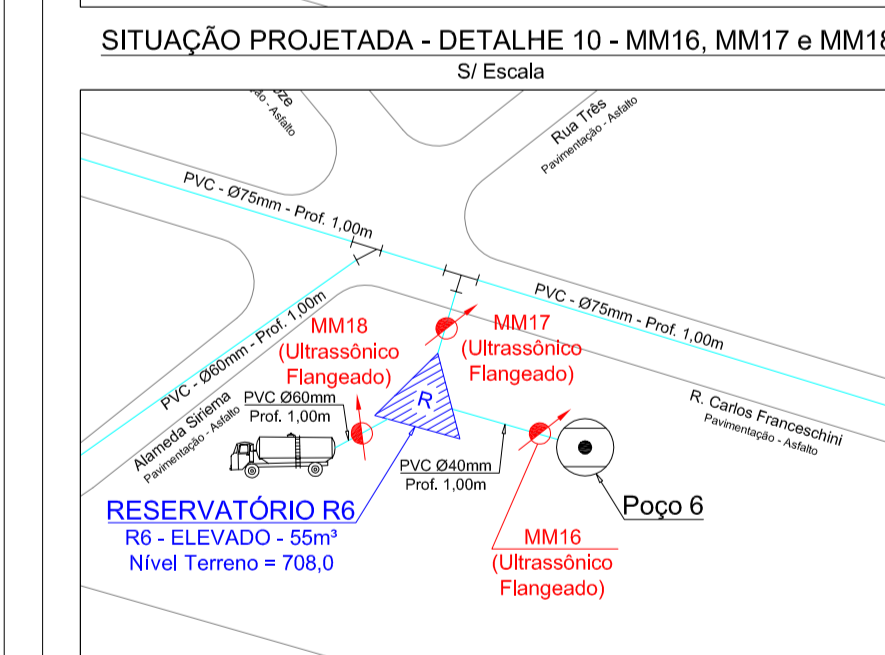 SITUAÇÃO PROJETADA - DETALHE 10 - MM16, MM17 e MM18
S/ Escala
Asfalto
Rua Três
Pavimentação - Asfalto
PVC - Ø75mm - Prof. 1,00m
PVC - Ø75mm - Prof. 1,00m
PVC - Ø60mm - Prof. 1,00m
MM18
(Ultrassônico
Flangeado)
MM17
(Ultrassônico
Flangeado)
Alameda Siriema
Pavimentação - Asfalto
PVC Ø60mm
Prof. 1,00m
R
R. Carlos Franceschini
Pavimentação - Asfalto
PVC Ø40mm
Prof. 1,00m
RESERVATÓRIO R6
R6 - ELEVADO - 55m³
Nível Terreno = 708,0
Poço 6
MM16
(Ultrassônico
Flangeado)